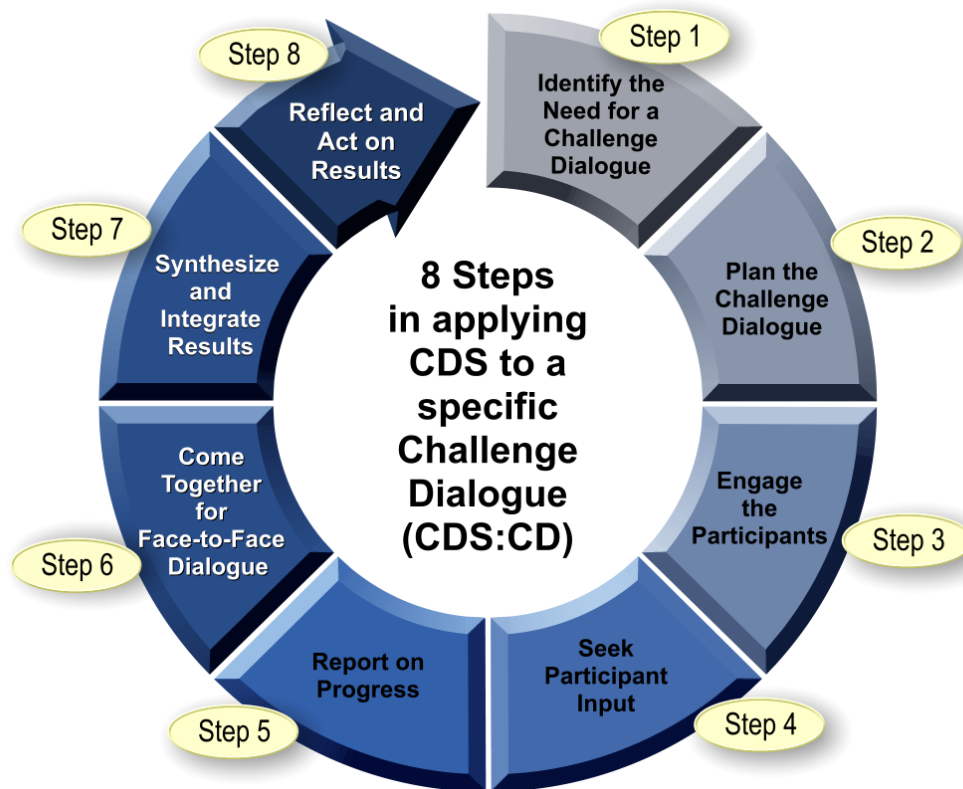 Step 1
Identify the
Need for a
Challenge
Dialogue
Step 2
Plan the
Challenge
Dialogue
Step 3
Engage
the
Participants
Step 4
Seek
Participant
Input
Step 5
Report on
Progress
Step 6
Come
Together
for
Face-to-Face
Dialogue
Step 7
Synthesize
and
Integrate
Results
Step 8
Reflect and
Act on
Results
8 Steps
in applying
CDS to a
specific
Challenge
Dialogue
(CDS:CD)